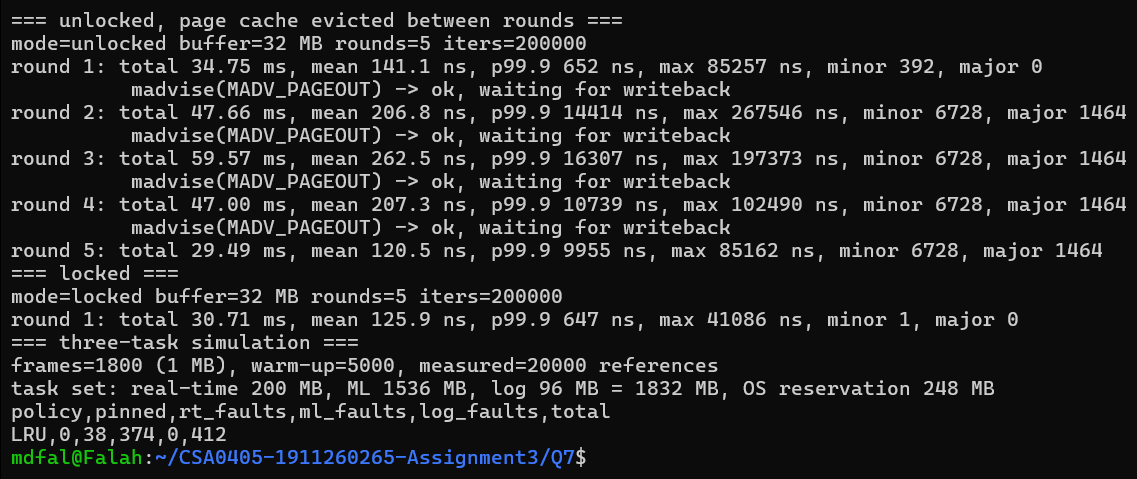 === unlocked, page cache evicted between rounds ===
mode=unlocked buffer=32 MB rounds=5 iters=200000
round 1: total 34.75 ms, mean 141.1 ns, p99.9 652 ns, max 85257 ns, minor 392, major 0
madvise(MADV_PAGEOUT) -> ok, waiting for writeback
round 2: total 47.66 ms, mean 206.8 ns, p99.9 14414 ns, max 267546 ns, minor 6728, major 1464
madvise(MADV_PAGEOUT) -> ok, waiting for writeback
round 3: total 59.57 ms, mean 262.5 ns, p99.9 16307 ns, max 197373 ns, minor 6728, major 1464
madvise(MADV_PAGEOUT) -> ok, waiting for writeback
round 4: total 47.00 ms, mean 207.3 ns, p99.9 10739 ns, max 102490 ns, minor 6728, major 1464
madvise(MADV_PAGEOUT) -> ok, waiting for writeback
round 5: total 29.49 ms, mean 120.5 ns, p99.9 9955 ns, max 85162 ns, minor 6728, major 1464
=== locked ===
mode=locked buffer=32 MB rounds=5 iters=200000
round 1: total 30.71 ms, mean 125.9 ns, p99.9 647 ns, max 41086 ns, minor 1, major 0
=== three-task simulation ===
frames=1800 (1 MB), warm-up=5000, measured=20000 references
task set: real-time 200 MB, ML 1536 MB, log 96 MB = 1832 MB, OS reservation 248 MB
policy,pinned,rt_faults,ml_faults,log_faults,total
LRU,0,38,374,0,412
mdfal@Falah:~/CSA0405-1911260265-Assignment3/Q7$